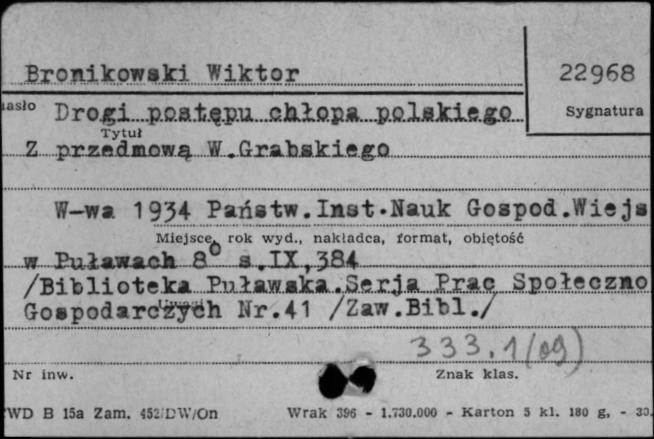 Bronikowski Wiktor
22968
Sygnatura
asło Drogi postępu chłopa polskiego
Tytuł
Z przedmową W.Grabskiego
W-wa 1934 Państw.Inst.Nauk Gospod.Wiejs
Miejsce, rok wyd., nakładca, format, objętość
w Puławach 8° s.IX,384
/Biblioteka Puławska.Serja Prac Społeczno
Uwagi
Gospodarczych Nr.41 /Zaw.Bibl./
333.1(09)
Nr inw.
Znak klas.
WD B 15a Zam. 452/DW/On Wrak 396 - 1.730.000 - Karton 5 kl. 180 g. - 30.